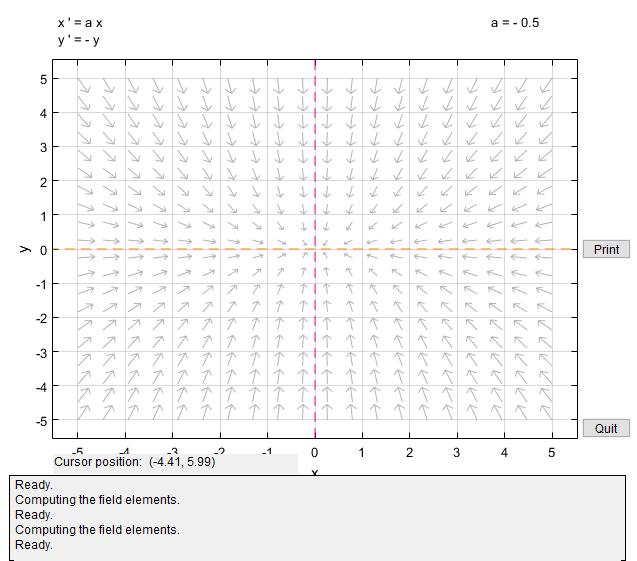 x ' = a x
a = - 0.5
y ' = - y
5
4
3
2
1
0
-1
-2
-3
-4
-5
y
-5 -4 -3 -2 -1 0 1 2 3 4 5
x
Print
Quit
Cursor position: (-4.41, 5.99)
Ready.
Computing the field elements.
Ready.
Computing the field elements.
Ready.